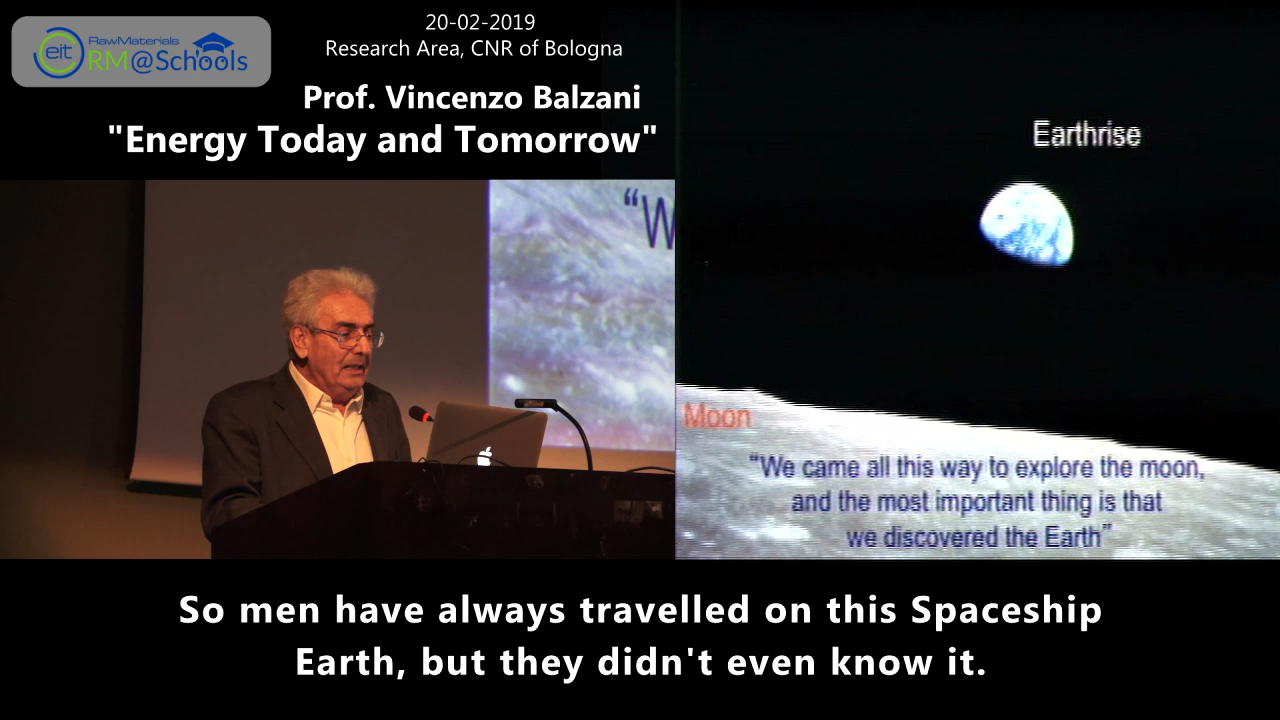 eit
RawMaterials
RM@Schools
20-02-2019
Research Area, CNR of Bologna
Prof. Vincenzo Balzani
"Energy Today and Tomorrow"
“W
Earthrise
Moon
“We came all this way to explore the moon,
and the most important thing is that
we discovered the Earth”
So men have always travelled on this Spaceship
Earth, but they didn't even know it.